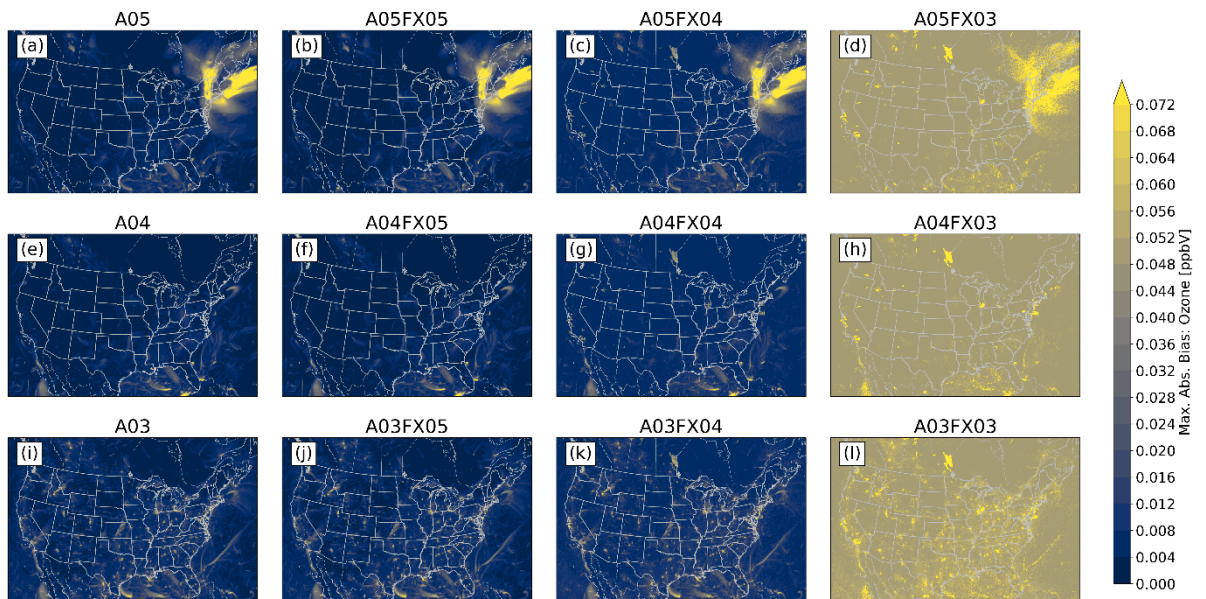 A05
A05FX05
A05FX04
A05FX03
(a)
(b)
(c)
(d)
A04
A04FX05
A04FX04
A04FX03
(e)
(f)
(g)
(h)
A03
A03FX05
A03FX04
A03FX03
(i)
(j)
(k)
(l)
0.072
0.068
0.064
0.060
0.056
0.052
0.048
0.044
0.040
0.036
0.032
0.028
0.024
0.020
0.016
0.012
0.008
0.004
0.000
Max. Abs. Bias: Ozone [ppbV]